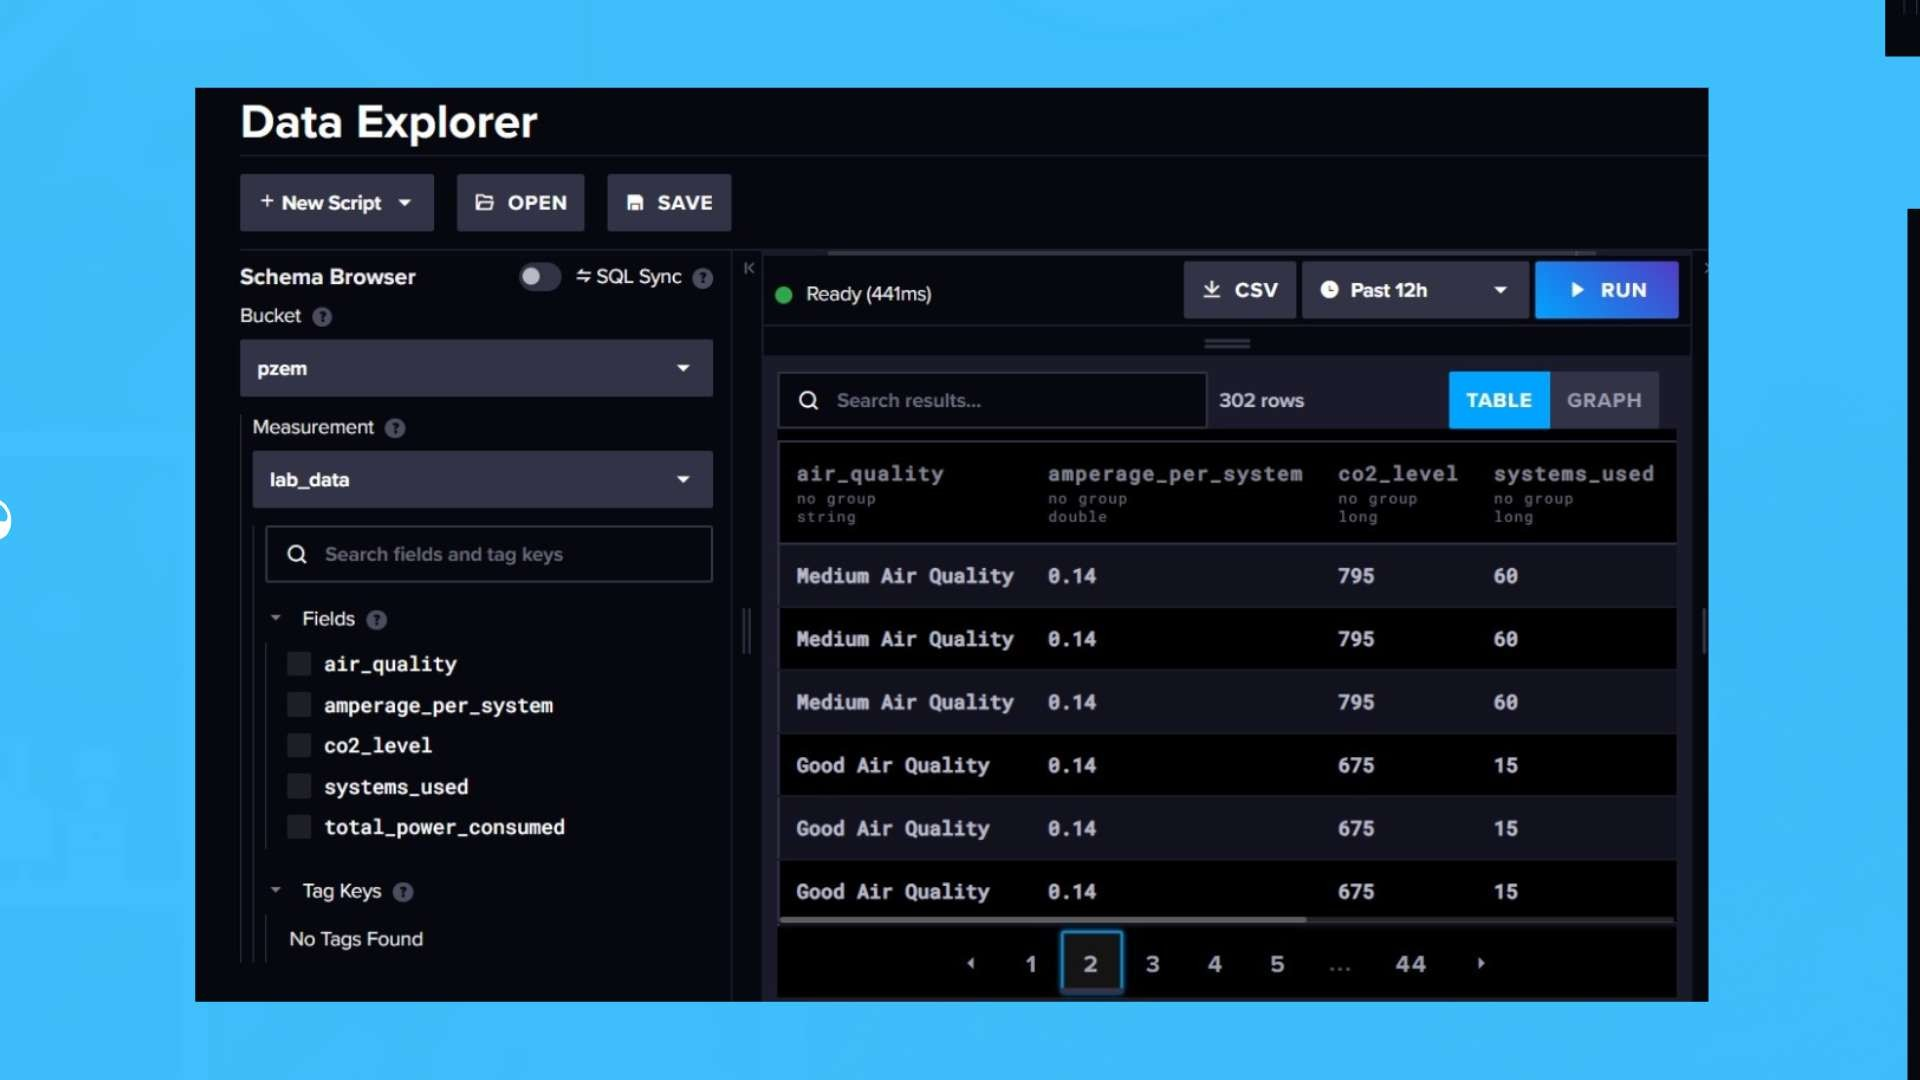 Data Explorer
+ New Script
OPEN
SAVE
Schema Browser
SQL Sync ?
Bucket ?
pzem
Measurement ?
lab_data
Search fields and tag keys
Fields ?
air_quality
amperage_per_system
co2_level
systems_used
total_power_consumed
Tag Keys ?
No Tags Found
Ready (441ms)
CSV
Past 12h
RUN
Search results...
302 rows
TABLE
GRAPH
air_quality amperage_per_system co2_level systems_used
no group no group no group no group
string double long long
Medium Air Quality 0.14 795 60
Medium Air Quality 0.14 795 60
Medium Air Quality 0.14 795 60
Good Air Quality 0.14 675 15
Good Air Quality 0.14 675 15
Good Air Quality 0.14 675 15
1 2 3 4 5 ... 44